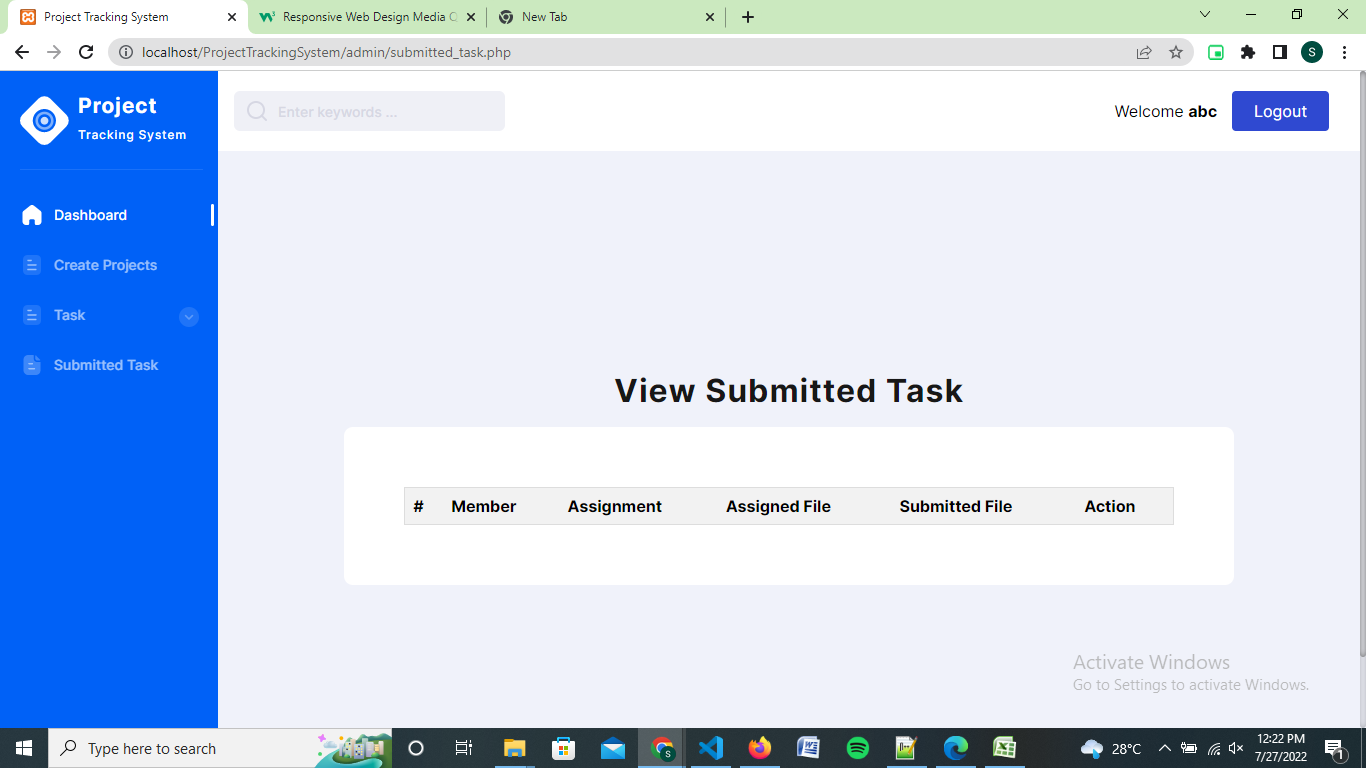 Project Tracking System
Responsive Web Design Media Q
New Tab
localhost/ProjectTrackingSystem/admin/submitted_task.php
S
Project
Tracking System
Enter keywords ...
Welcome abc
Logout
Dashboard
Create Projects
Task
Submitted Task
View Submitted Task
# Member Assignment Assigned File Submitted File Action
Activate Windows
Go to Settings to activate Windows.
Type here to search
28°C
12:22 PM
7/27/2022
1